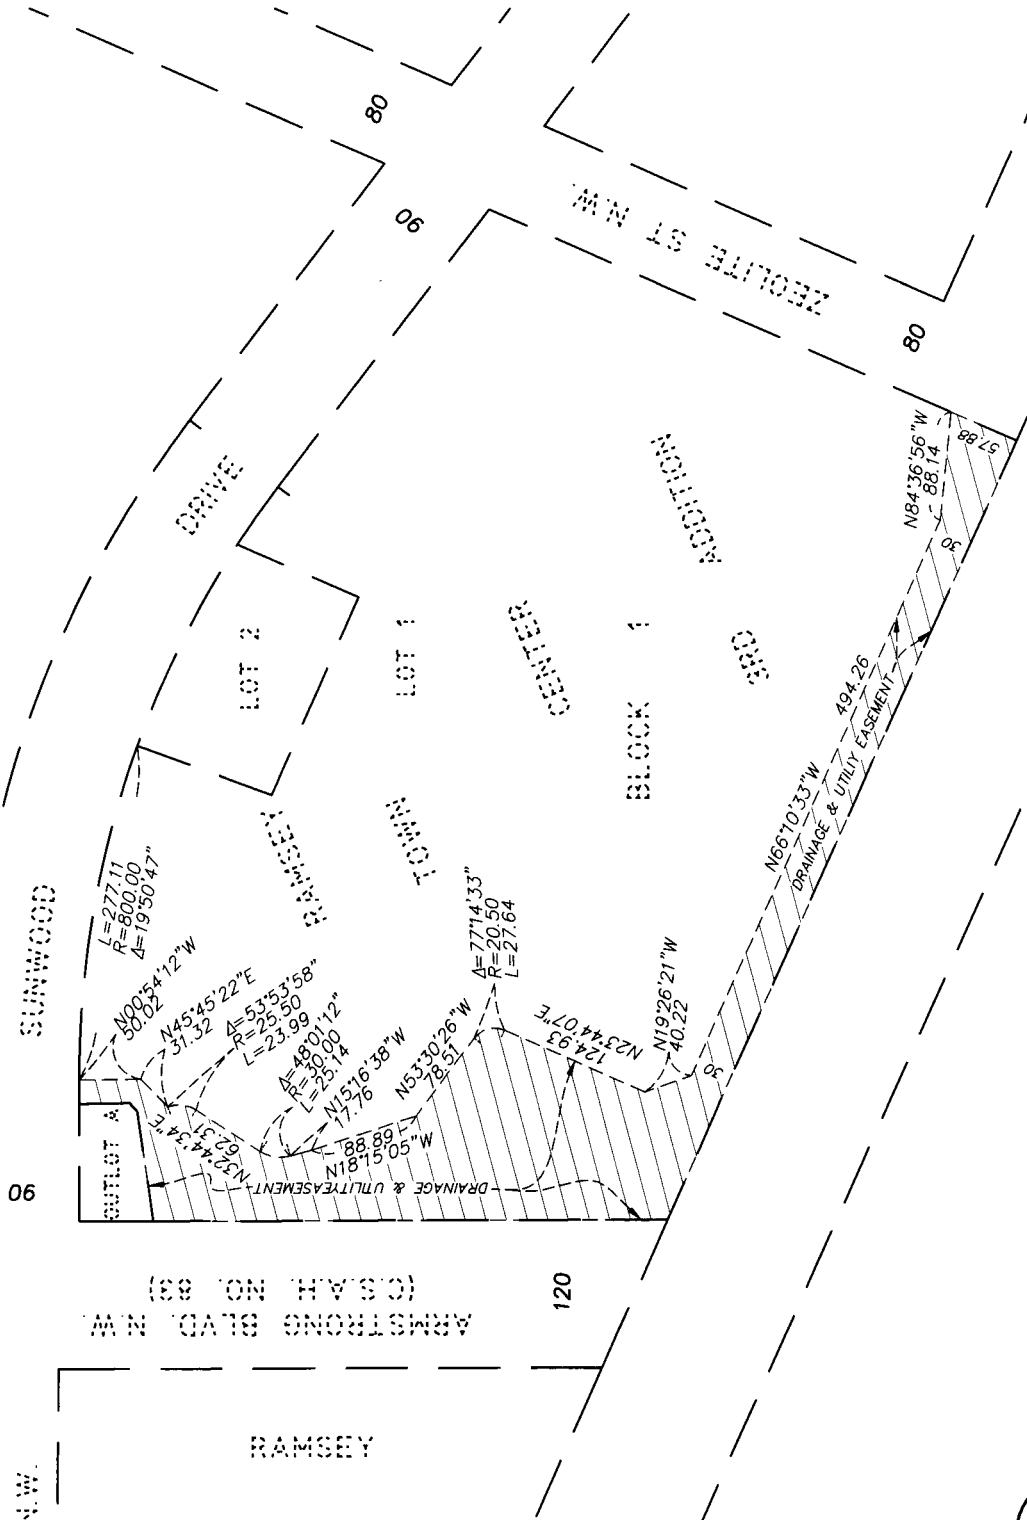 80
90
ZEOLITE ST N.W.
80
DRIVE
N84°36'56"W
88.14
57.88
30
LOT 2
LOT 1
ADDITION
CENTER
BLOCK 1
3RD
494.26
N66°10'33"W
DRAINAGE & UTILIY EASEMENT
SUNWOOD
L=277.11
R=800.00
Δ=19°50'47"
RAMSEY
TOWN
N00°54'12"W
50.02
N45°45'22"E
31.32
Δ=53°53'58"
R=25.50
L=23.99
Δ=48°01'12"
R=30.00
L=25.14
N15°16'38"W
17.76
N53°30'26"W
78.51
Δ=77°14'33"
R=20.50
L=27.64
124.93
N23°44'07"E
N19°26'21"W
40.22
30
N32°44'34"E
62.31
88.89
N18°15'05"W
DRAINAGE & UTILITYEASEMENT
OUTLOT A
90
ARMSTRONG BLVD. N.W.
(C.S.A.H. NO. 83)
120
RAMSEY
N.W.